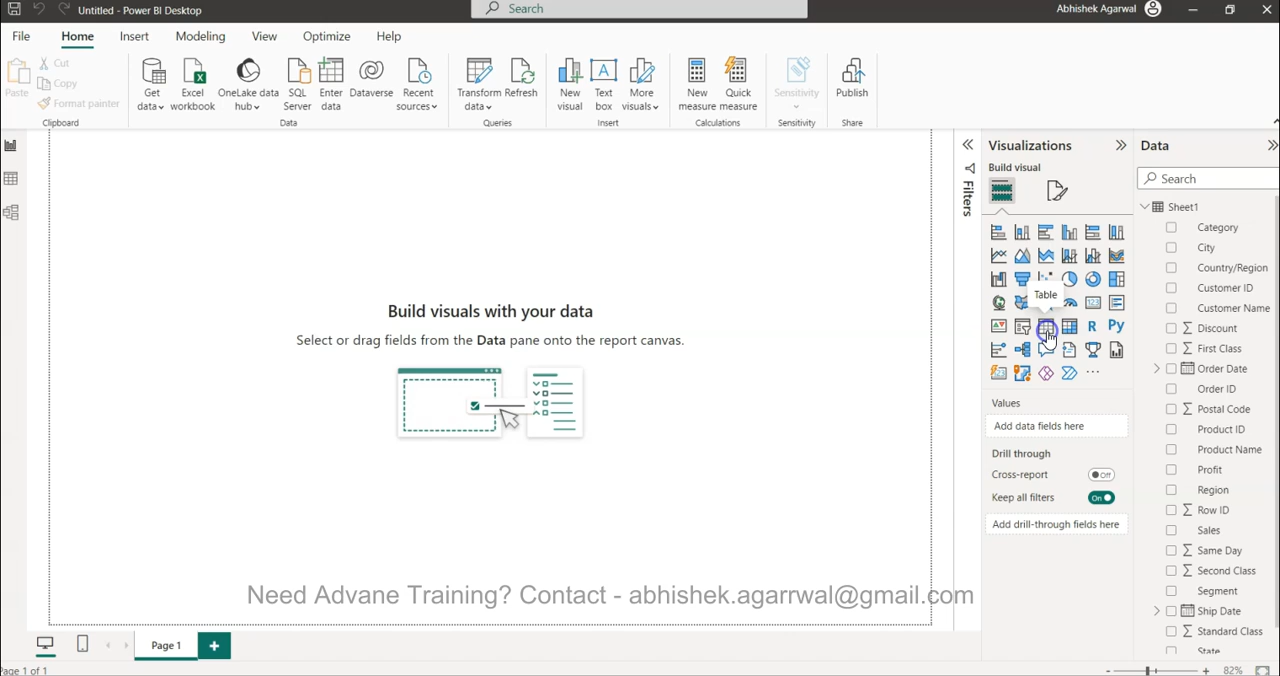 Untitled - Power BI Desktop
Search
Abhishek Agarwal
File Home Insert Modeling View Optimize Help
Paste
Cut
Copy
Format painter
Clipboard
Get data
Excel workbook
OneLake data hub
SQL Server
Enter data
Dataverse
Recent sources
Data
Transform data
Refresh
Queries
New visual
Text box
More visuals
Insert
New measure
Quick measure
Calculations
Sensitivity
Sensitivity
Publish
Share
Build visuals with your data
Select or drag fields from the Data pane onto the report canvas.
Need Advane Training? Contact - abhishek.agarrwal@gmail.com
Filters
Visualizations
Build visual
Table
R
Py
123
Values
Add data fields here
Drill through
Cross-report
Off
Keep all filters
On
Add drill-through fields here
Data
Search
Sheet1
Category
City
Country/Region
Customer ID
Customer Name
Discount
First Class
Order Date
Order ID
Postal Code
Product ID
Product Name
Profit
Region
Row ID
Sales
Same Day
Second Class
Segment
Ship Date
Standard Class
State
Page 1
Page 1 of 1
82%